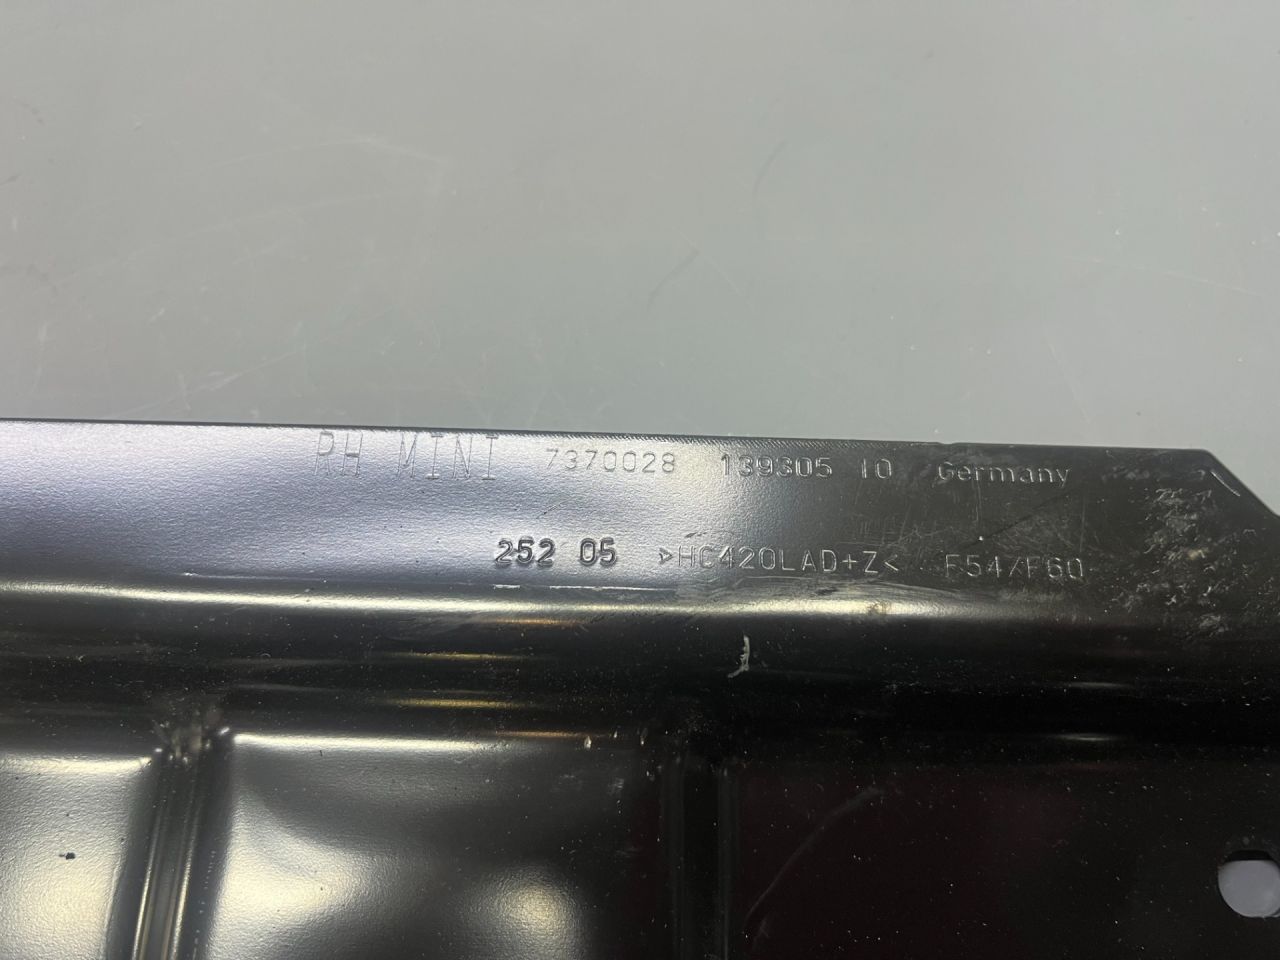 RH MINI 7370028 139305 10 Germany
252 05 >HC420LAD+Z< F54/F60